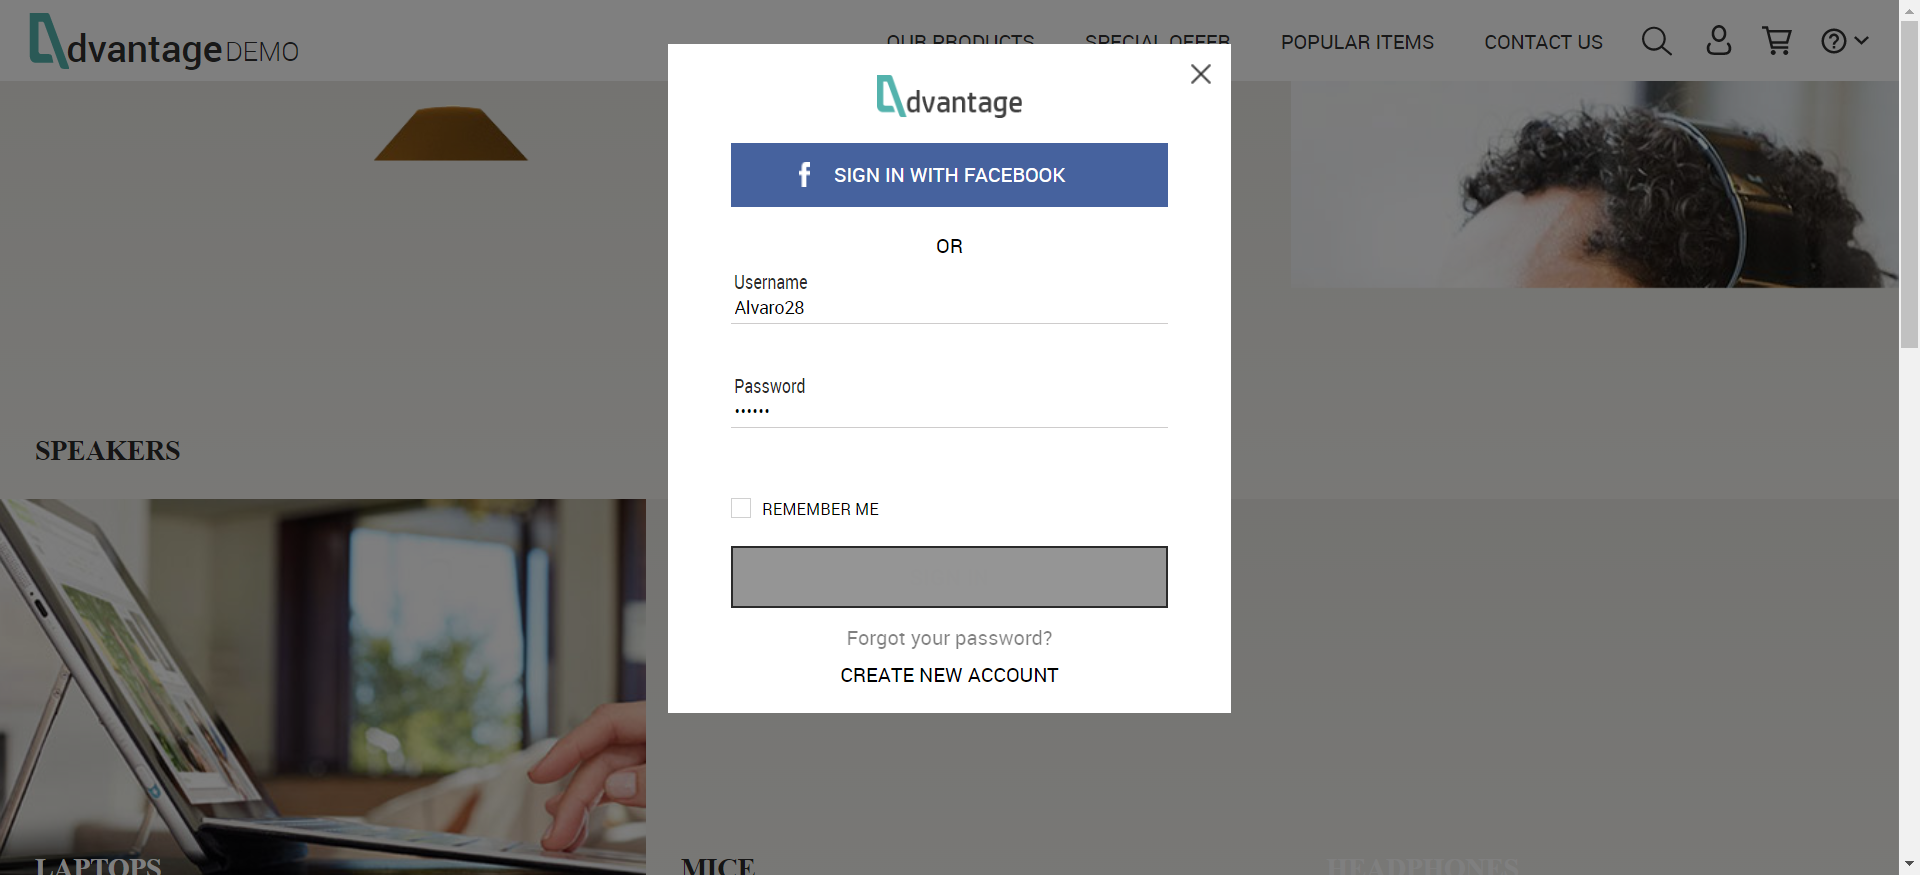 dvantage DEMO
OUR PRODUCTS SPECIAL OFFER POPULAR ITEMS CONTACT US
dvantage
SIGN IN WITH FACEBOOK
OR
Username
Alvaro28
Password
••••••
REMEMBER ME
Forgot your password?
CREATE NEW ACCOUNT
SPEAKERS
LAPTOPS
MICE
HEADPHONES